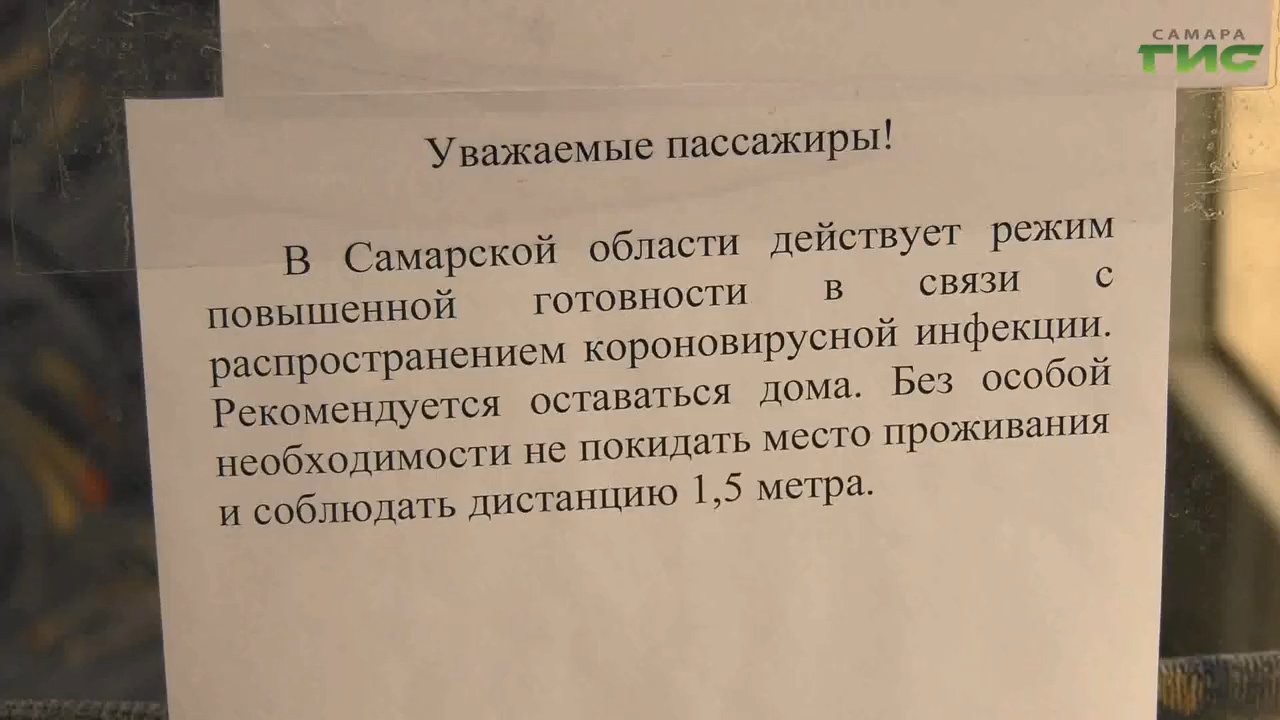 САМАРА
ГИС
Уважаемые пассажиры!
В Самарской области действует режим
повышенной готовности в связи с
распространением короновирусной инфекции.
Рекомендуется оставаться дома. Без особой
необходимости не покидать место проживания
и соблюдать дистанцию 1,5 метра.